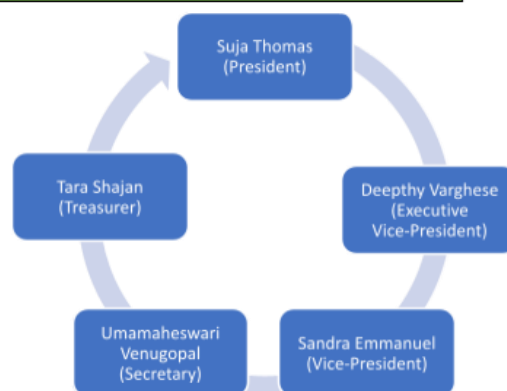 Suja Thomas
(President)
Deepthy Varghese
(Executive
Vice-President)
Sandra Emmanuel
(Vice-President)
Umamaheswari
Venugopal
(Secretary)
Tara Shajan
(Treasurer)